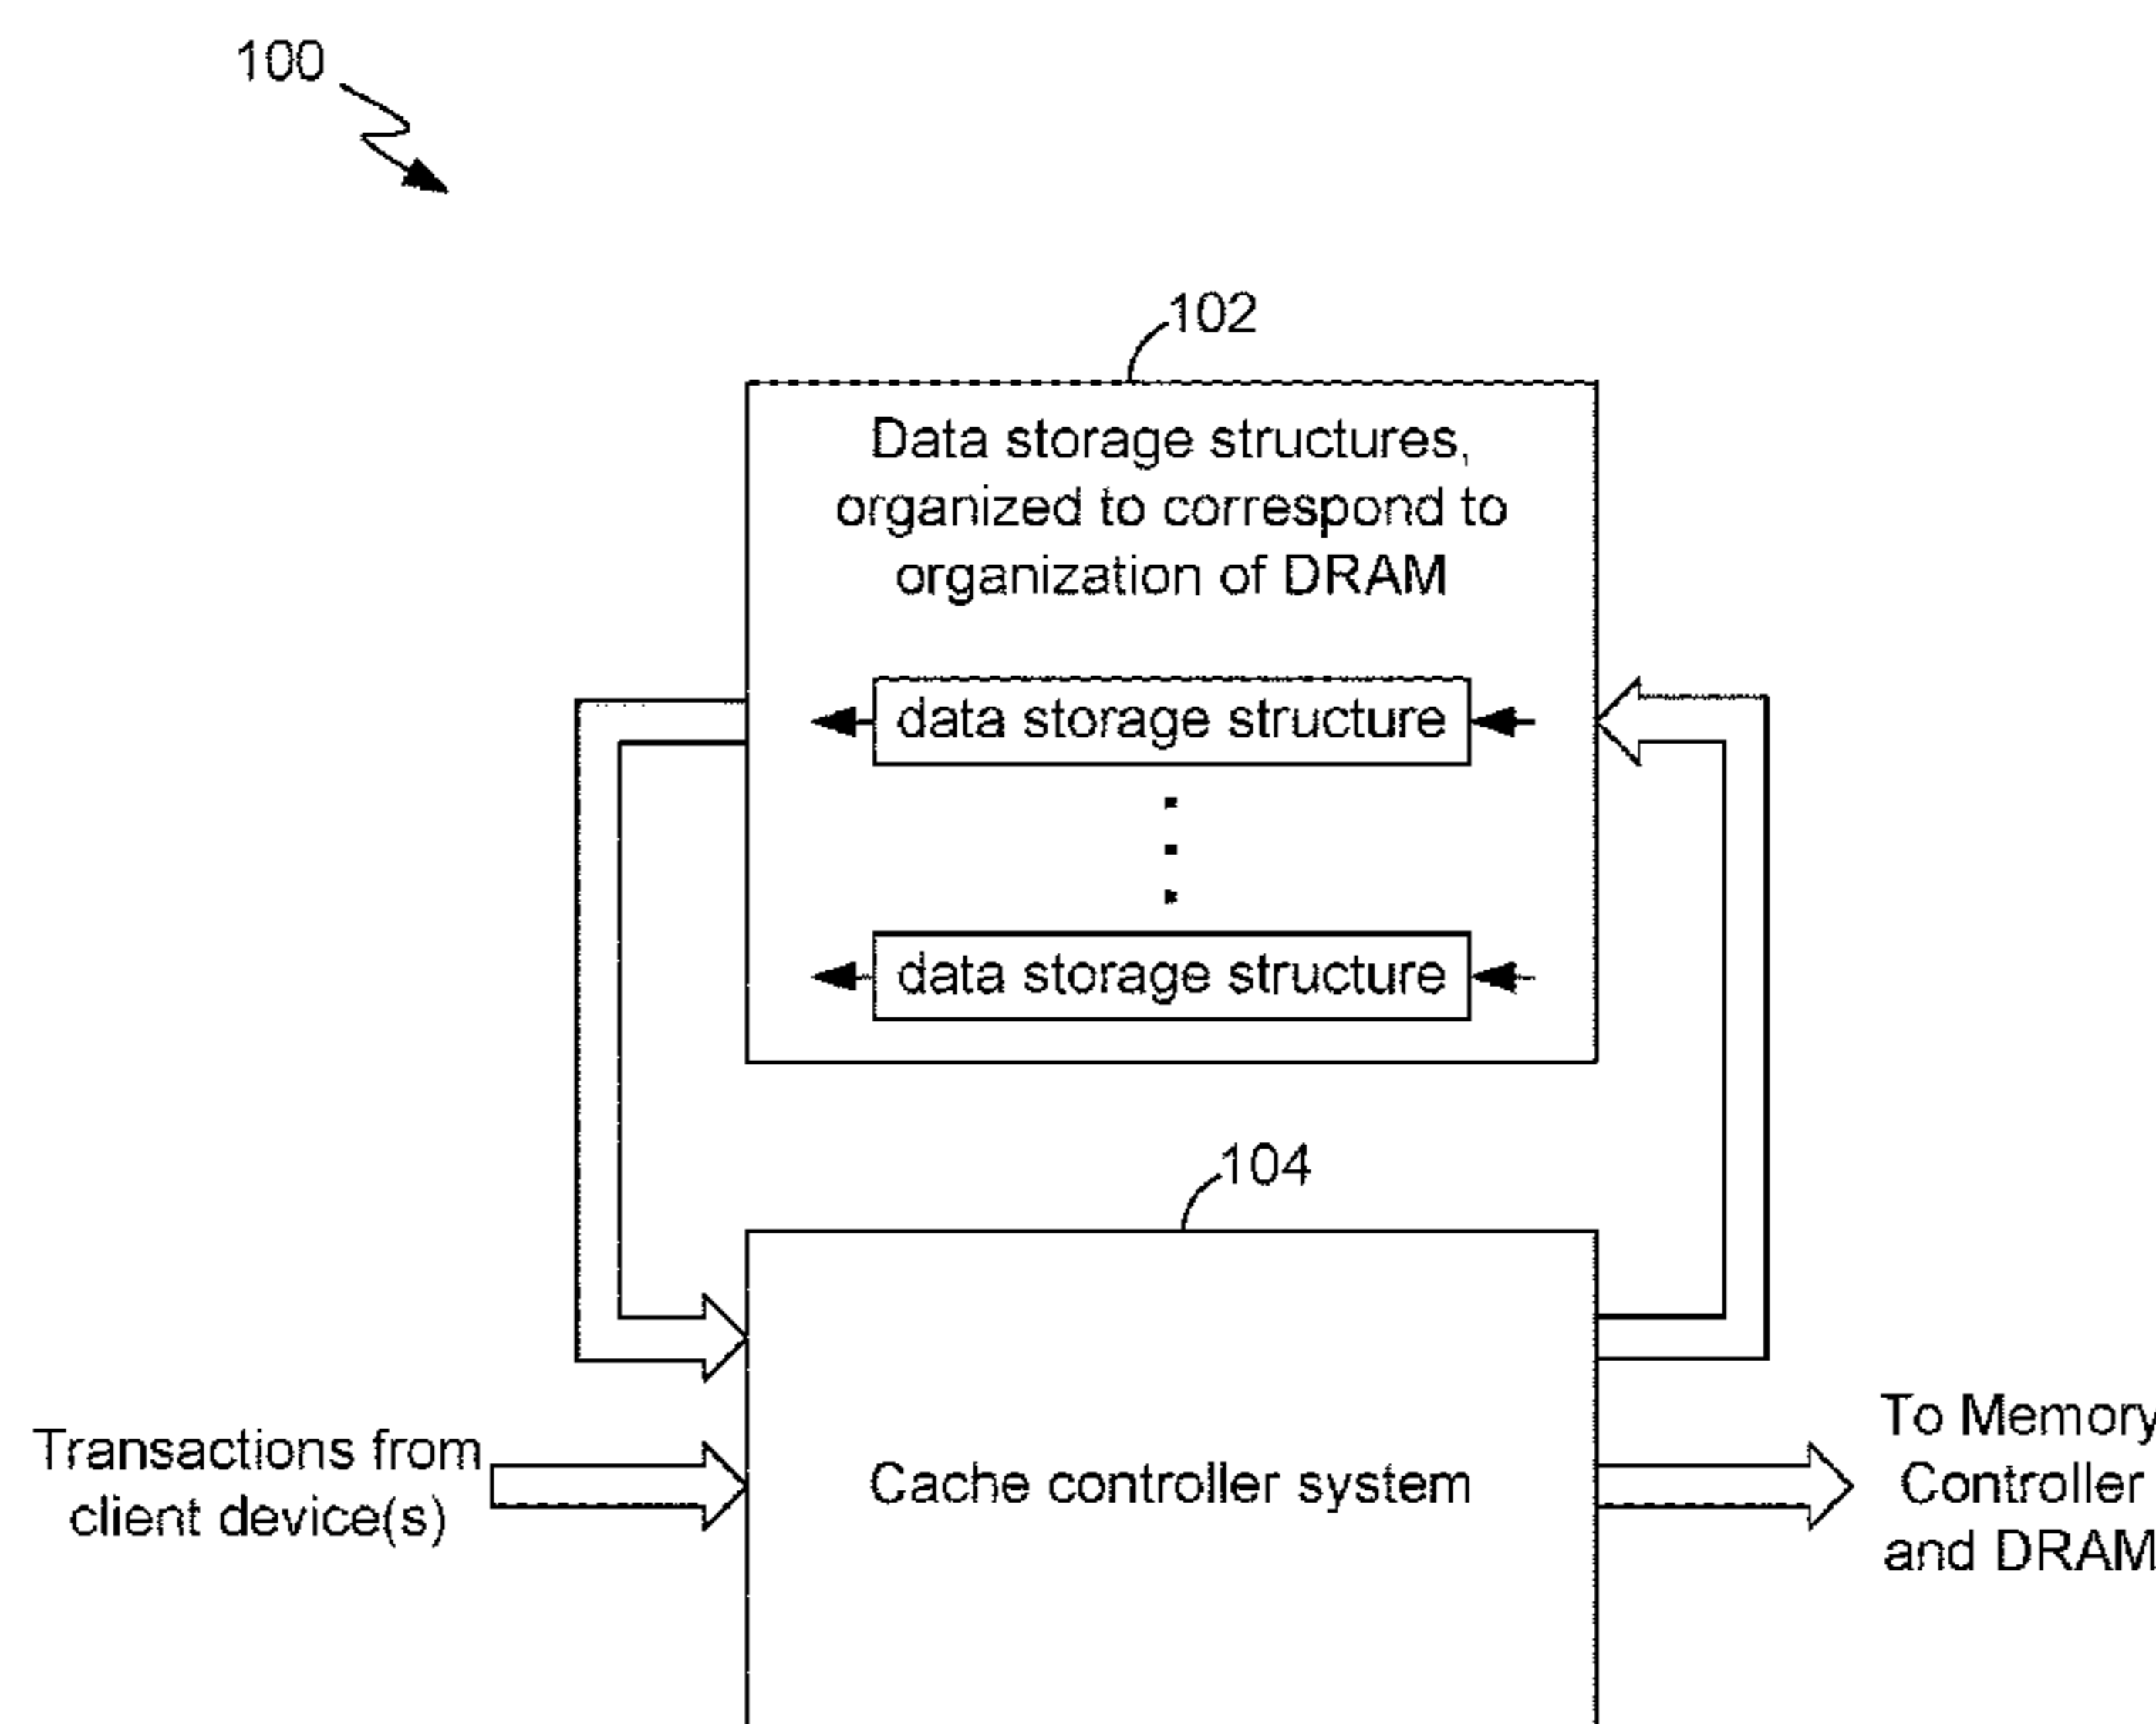 100
102
Data storage structures,
organized to correspond to
organization of DRAM
data storage structure
data storage structure
104
Transactions from
client device(s)
Cache controller system
To Memory
Controller
and DRAM